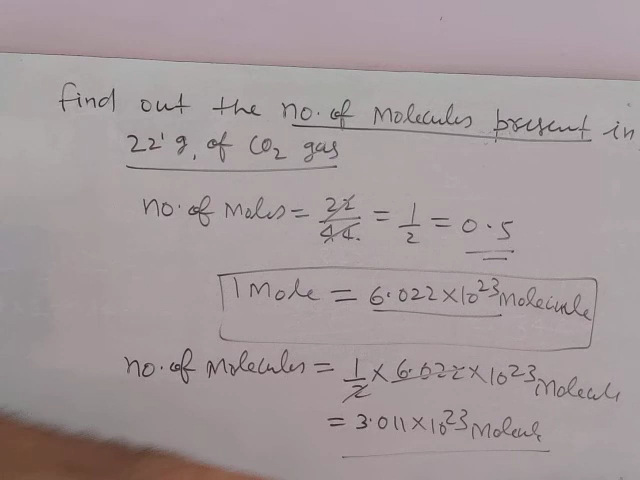 find out the no. of Molecules present in
22 g, of CO2 gas
no. of Moles = 22/44 = 1/2 = 0.5
1 Mole = 6.022 × 10^23 Molecule
no. of Molecules = 1/2 × 6.022 × 10^23 Molecule
= 3.011 × 10^23 Molecule